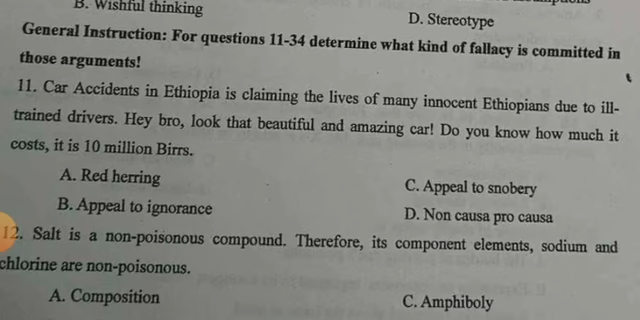 B. Wishful thinking
D. Stereotype
General Instruction: For questions 11-34 determine what kind of fallacy is committed in
those arguments!
11. Car Accidents in Ethiopia is claiming the lives of many innocent Ethiopians due to ill-
trained drivers. Hey bro, look that beautiful and amazing car! Do you know how much it
costs, it is 10 million Birrs.
A. Red herring
C. Appeal to snobery
B. Appeal to ignorance
D. Non causa pro causa
12. Salt is a non-poisonous compound. Therefore, its component elements, sodium and
chlorine are non-poisonous.
A. Composition
C. Amphiboly